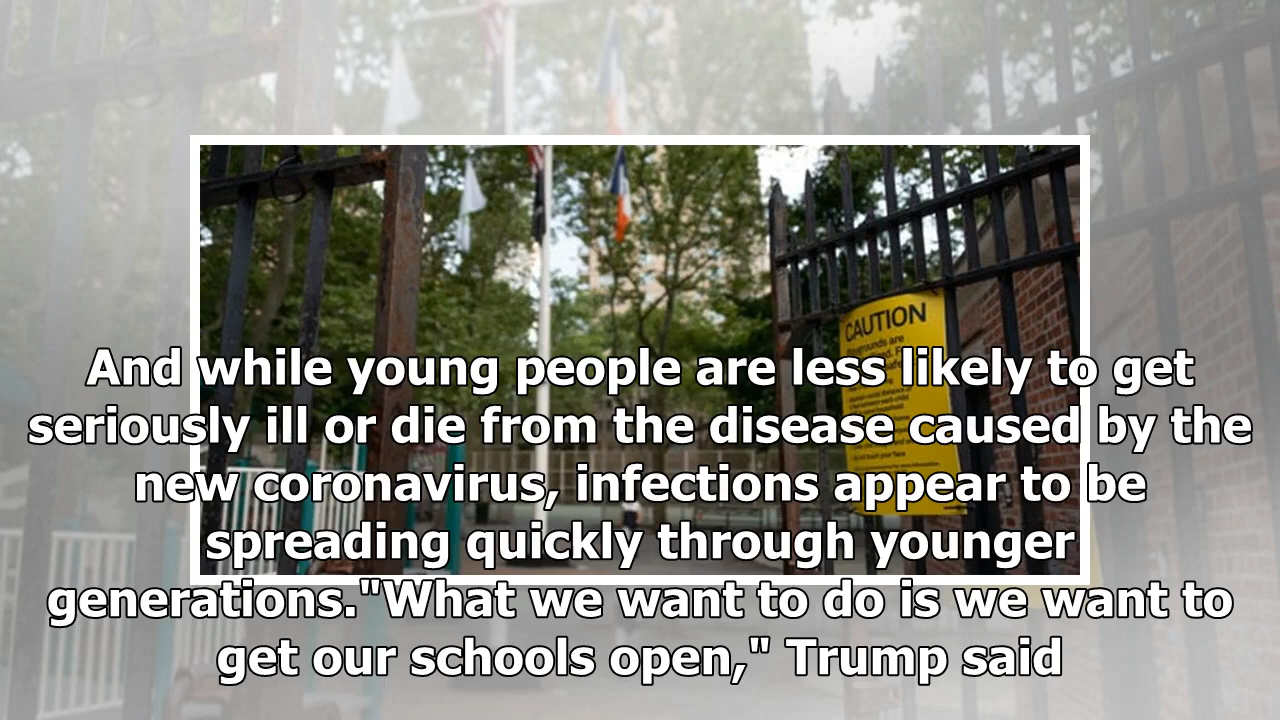 CAUTION
And while young people are less likely to get
seriously ill or die from the disease caused by the
new coronavirus, infections appear to be
spreading quickly through younger
generations."What we want to do is we want to
get our schools open," Trump said